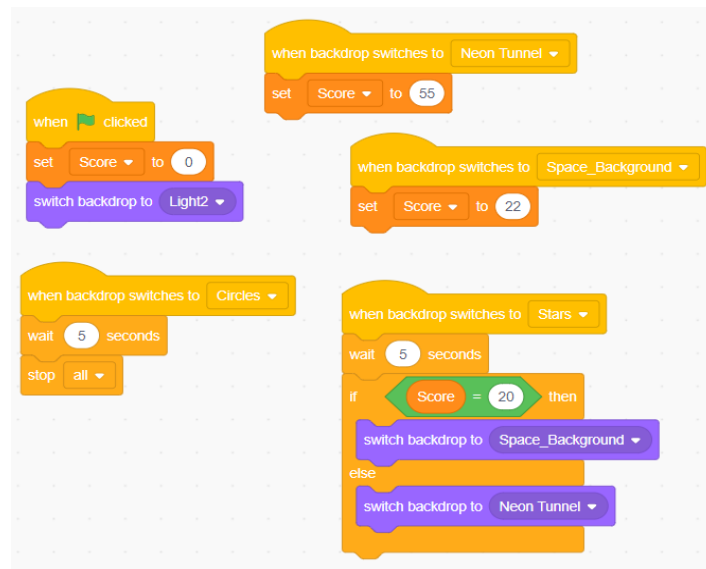 when backdrop switches to Neon Tunnel
set Score to 55
when clicked
set Score to 0
switch backdrop to Light2
when backdrop switches to Space_Background
set Score to 22
when backdrop switches to Circles
wait 5 seconds
stop all
when backdrop switches to Stars
wait 5 seconds
if Score = 20 then
switch backdrop to Space_Background
else
switch backdrop to Neon Tunnel